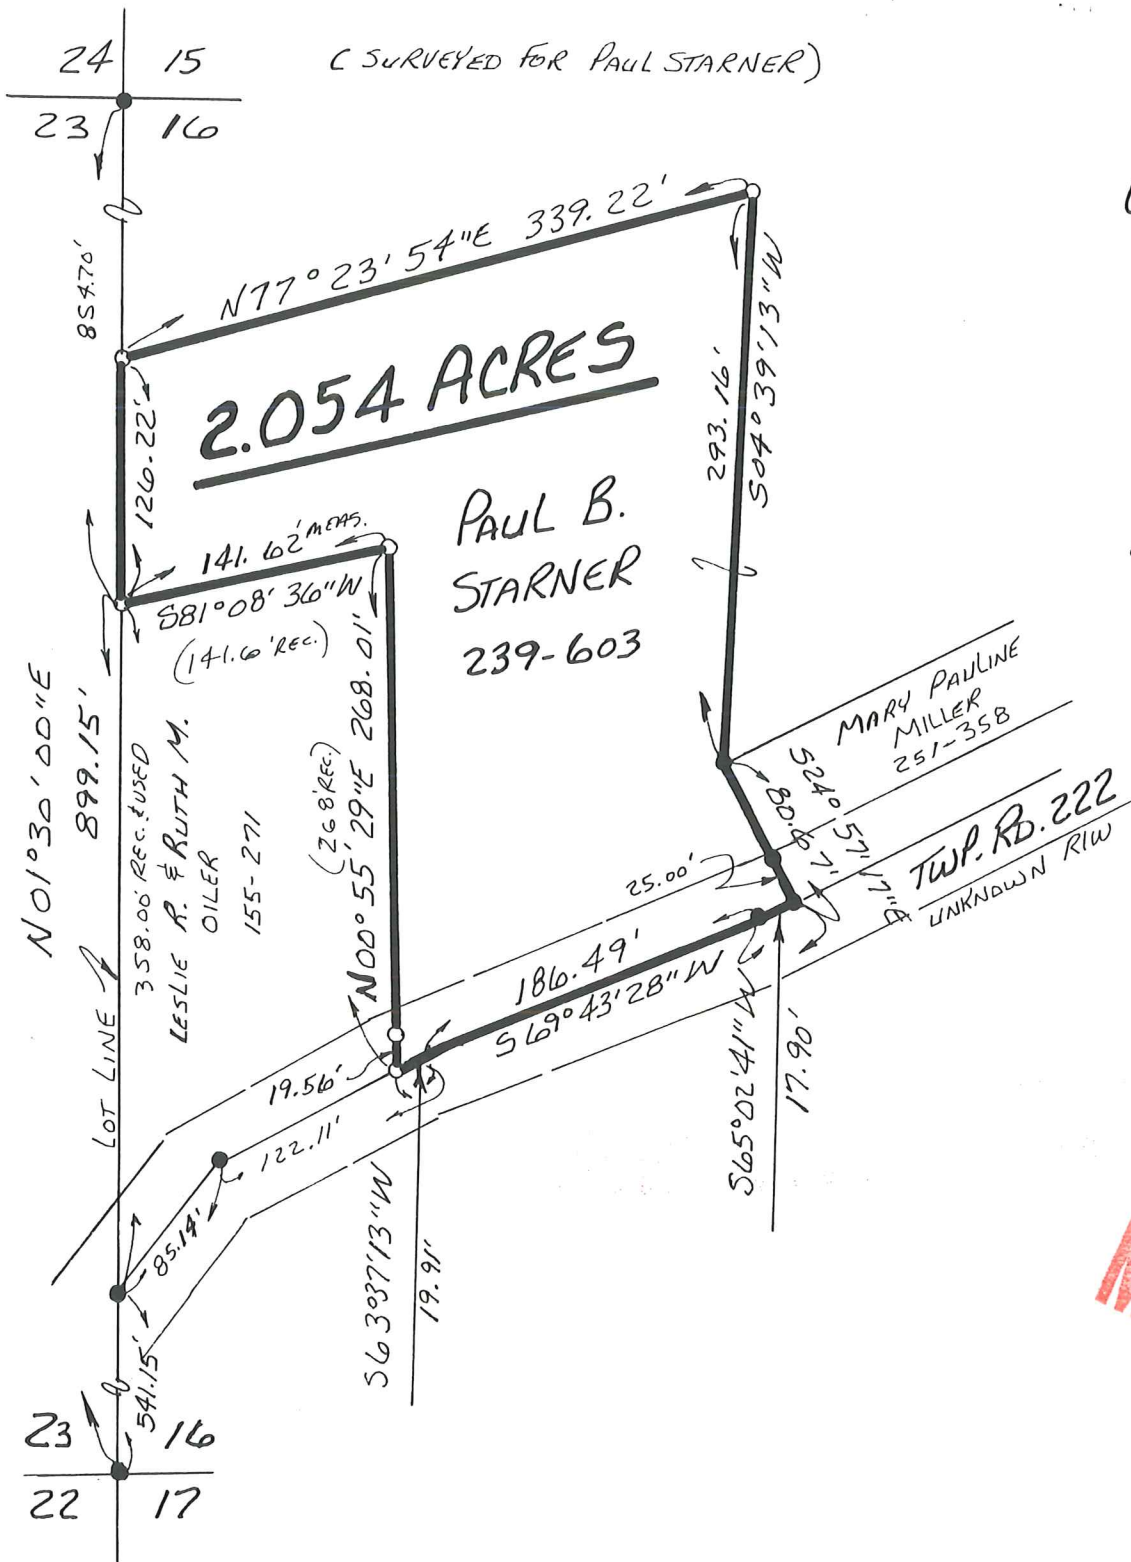 24 15
(SURVEYED FOR PAUL STARNER)
23 16
854.70'
N77°23'54"E 339.22'
2.054 ACRES
126.22'
293.16'
S04°39'13"W
141.62' MEAS.
S81°08'36"W
(141.6' REC.)
PAUL B.
STARNER
239-603
N00°55'29"E 268.01'
(268' REC.)
N01°30'00"E
899.15'
358.00' REC. & USED
LESLIE R. & RUTH M.
OILER
155-271
LOT LINE
MARY PAULINE
MILLER
251-358
S24°57'17"E
80.67'
25.00'
TWP. RD. 222
UNKNOWN R/W
186.49'
S69°43'28"W
19.56'
122.11'
85.14'
S63°37'13"W
19.91'
S65°02'41"W
17.90'
541.15'
23 16
22 17